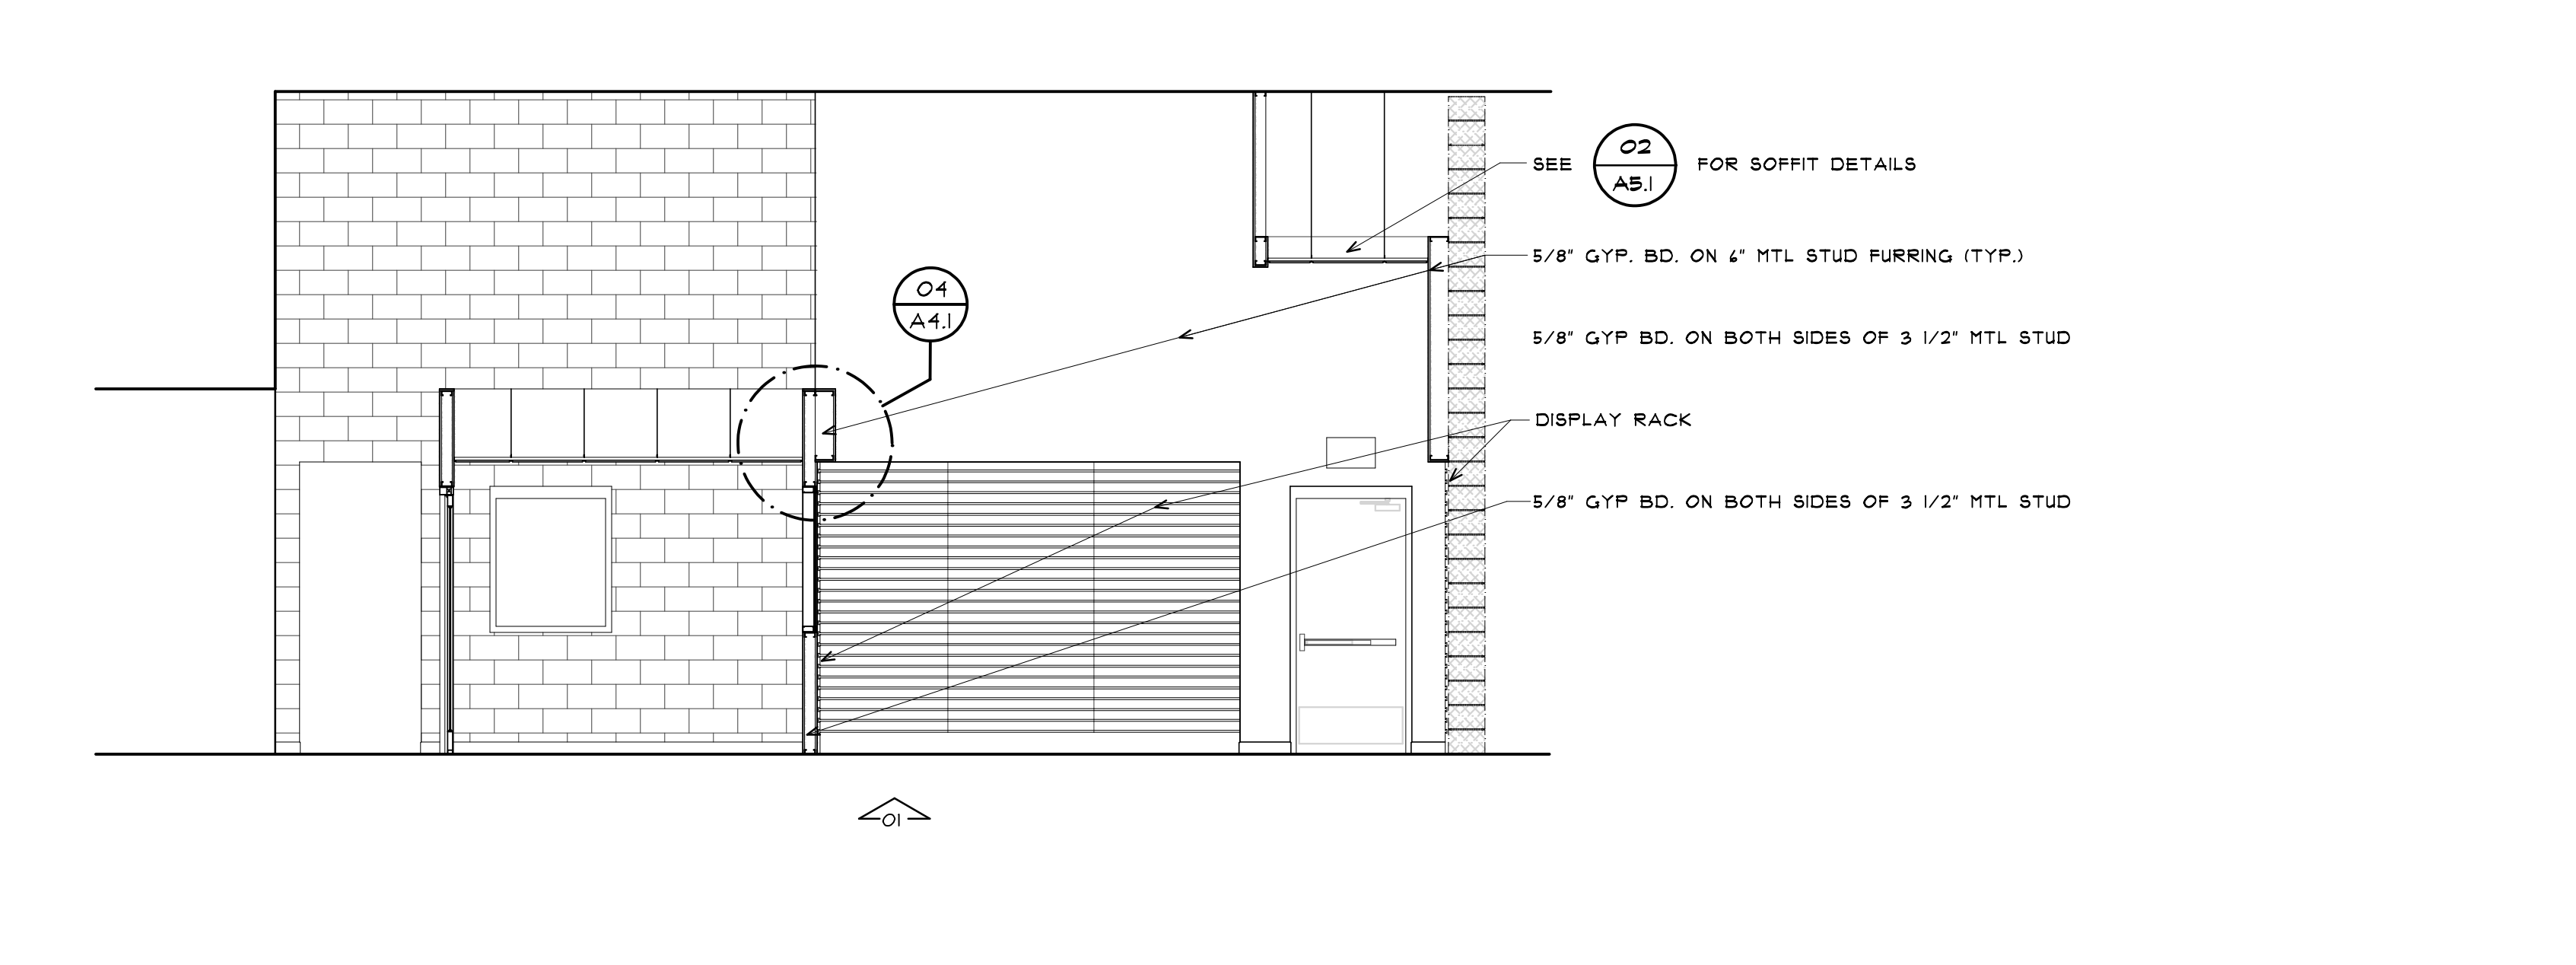 SEE 02 A5.1 FOR SOFFIT DETAILS
5/8" GYP. BD. ON 6" MTL STUD FURRING (TYP.)
04
A4.1
5/8" GYP BD. ON BOTH SIDES OF 3 1/2" MTL STUD
DISPLAY RACK
5/8" GYP BD. ON BOTH SIDES OF 3 1/2" MTL STUD
01